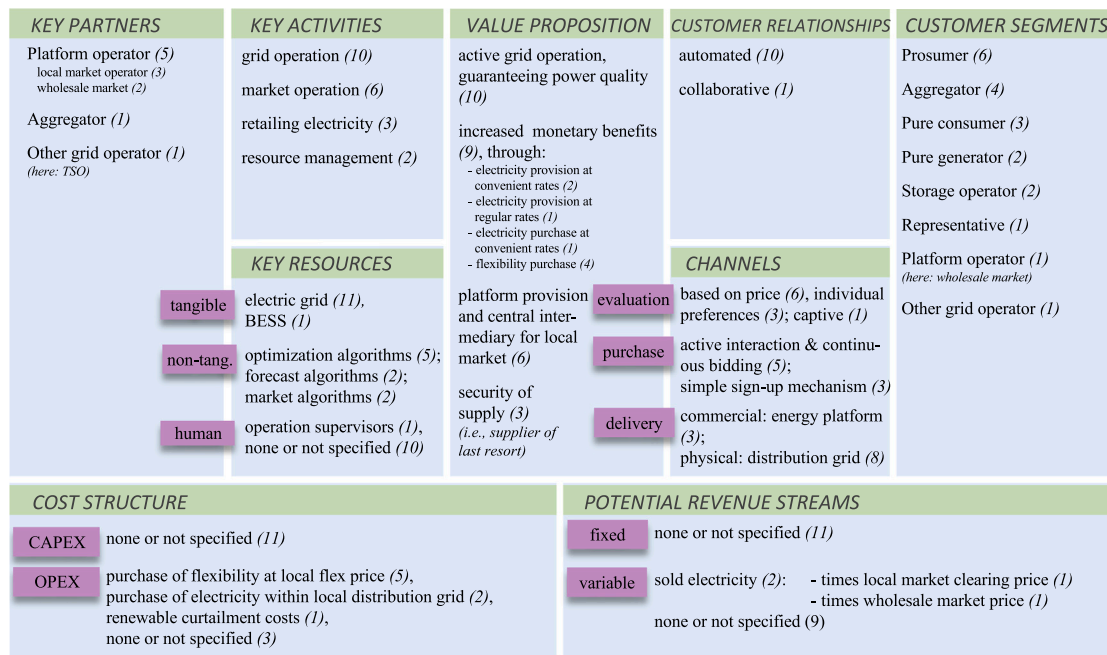 KEY PARTNERS
Platform operator (5)
local market operator (3)
wholesale market (2)
Aggregator (1)
Other grid operator (1)
(here: TSO)
KEY ACTIVITIES
grid operation (10)
market operation (6)
retailing electricity (3)
resource management (2)
KEY RESOURCES
tangible
electric grid (11),
BESS (1)
non-tang.
optimization algorithms (5);
forecast algorithms (2);
market algorithms (2)
human
operation supervisors (1),
none or not specified (10)
VALUE PROPOSITION
active grid operation,
guaranteeing power quality
(10)
increased monetary benefits
(9), through:
- electricity provision at
convenient rates (2)
- electricity provision at
regular rates (1)
- electricity purchase at
convenient rates (1)
- flexibility purchase (4)
platform provision
and central inter-
mediary for local
market (6)
security of
supply (3)
(i.e., supplier of
last resort)
CUSTOMER RELATIONSHIPS
automated (10)
collaborative (1)
CHANNELS
evaluation
based on price (6), individual
preferences (3); captive (1)
purchase
active interaction & continu-
ous bidding (5);
simple sign-up mechanism (3)
delivery
commercial: energy platform
(3);
physical: distribution grid (8)
CUSTOMER SEGMENTS
Prosumer (6)
Aggregator (4)
Pure consumer (3)
Pure generator (2)
Storage operator (2)
Representative (1)
Platform operator (1)
(here: wholesale market)
Other grid operator (1)
COST STRUCTURE
CAPEX
none or not specified (11)
OPEX
purchase of flexibility at local flex price (5),
purchase of electricity within local distribution grid (2),
renewable curtailment costs (1),
none or not specified (3)
POTENTIAL REVENUE STREAMS
fixed
none or not specified (11)
variable
sold electricity (2): - times local market clearing price (1)
- times wholesale market price (1)
none or not specified (9)